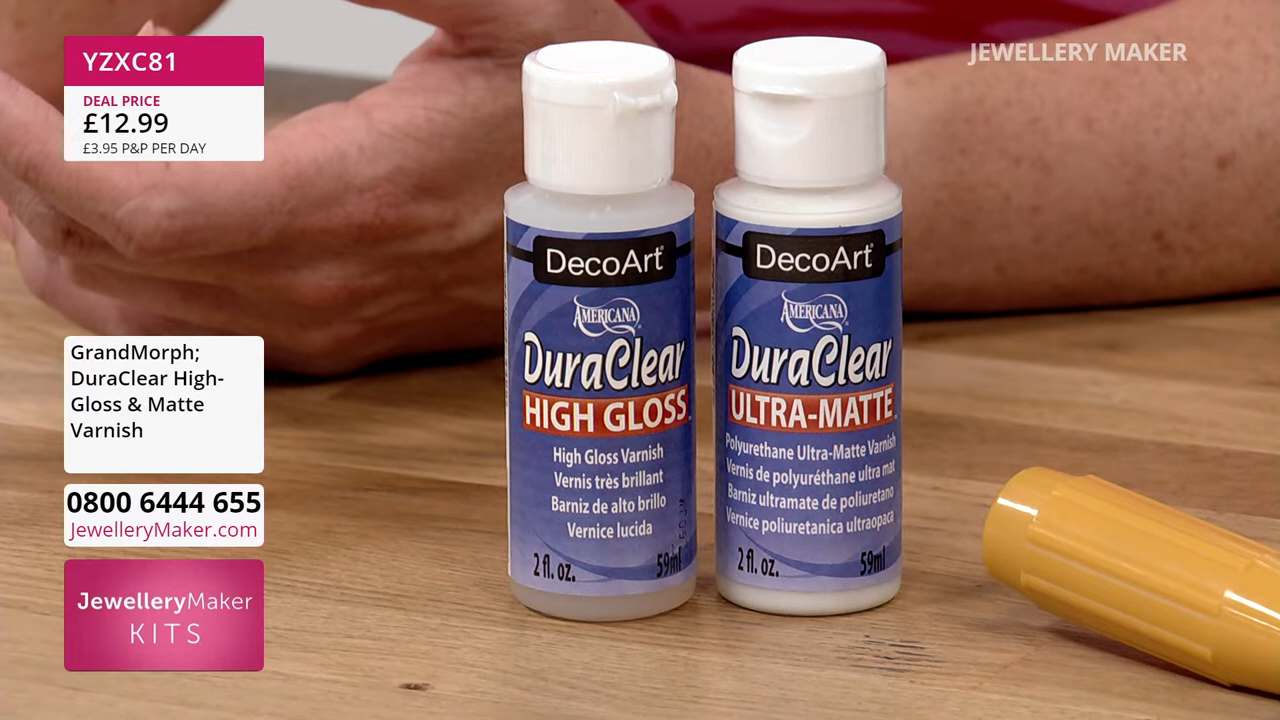 YZXC81
DEAL PRICE
£12.99
£3.95 P&P PER DAY
GrandMorph;
DuraClear High-
Gloss & Matte
Varnish
0800 6444 655
JewelleryMaker.com
JewelleryMaker
KITS
JEWELLERY MAKER
DecoArt®
AMERICANA®
DuraClear
HIGH GLOSS™
High Gloss Varnish
Vernis très brillant
Barniz de alto brillo
Vernice lucida
2 fl. oz. 59ml
DecoArt®
AMERICANA®
DuraClear
ULTRA-MATTE™
Polyurethane Ultra-Matte Varnish
Vernis de polyuréthane ultra mat
Barniz ultramate de poliuretano
Vernice poliuretanica ultraopaca
2 fl. oz. 59ml